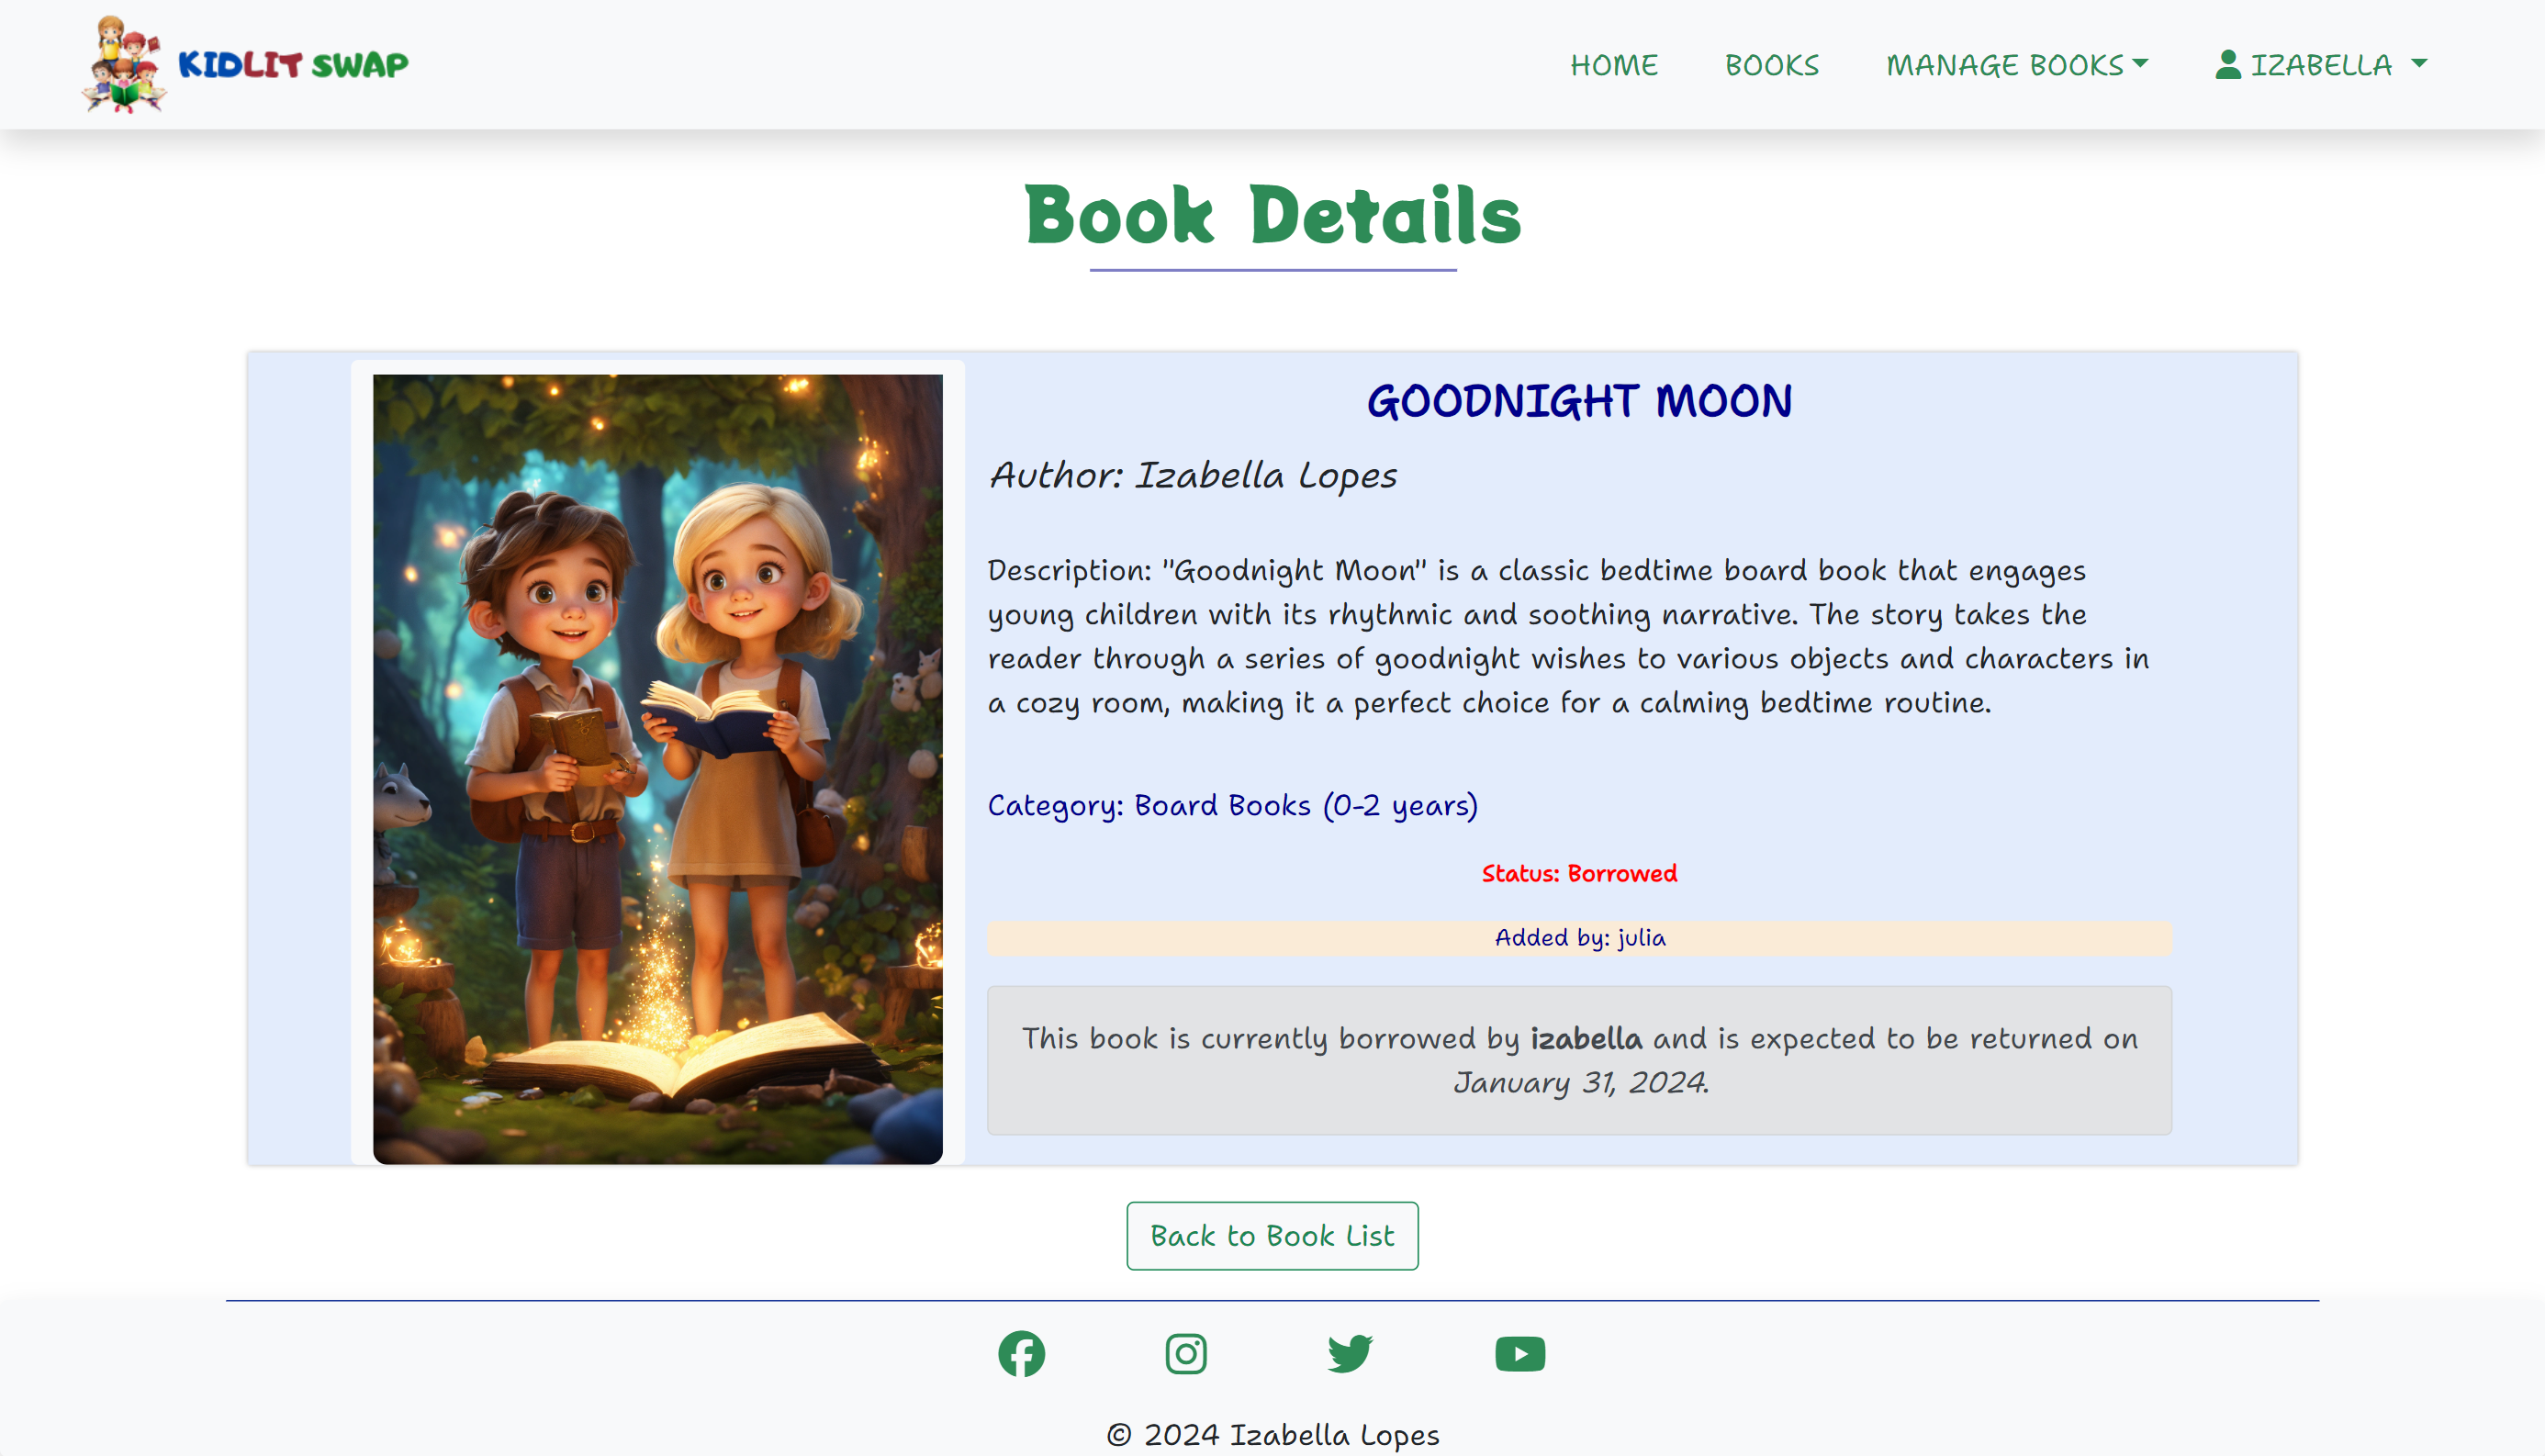 KIDLIT SWAP
HOME
BOOKS
MANAGE BOOKS
IZABELLA
Book Details
GOODNIGHT MOON
Author: Izabella Lopes
Description: "Goodnight Moon" is a classic bedtime board book that engages
young children with its rhythmic and soothing narrative. The story takes the
reader through a series of goodnight wishes to various objects and characters in
a cozy room, making it a perfect choice for a calming bedtime routine.
Category: Board Books (0-2 years)
Status: Borrowed
Added by: julia
This book is currently borrowed by izabella and is expected to be returned on
January 31, 2024.
Back to Book List
© 2024 Izabella Lopes